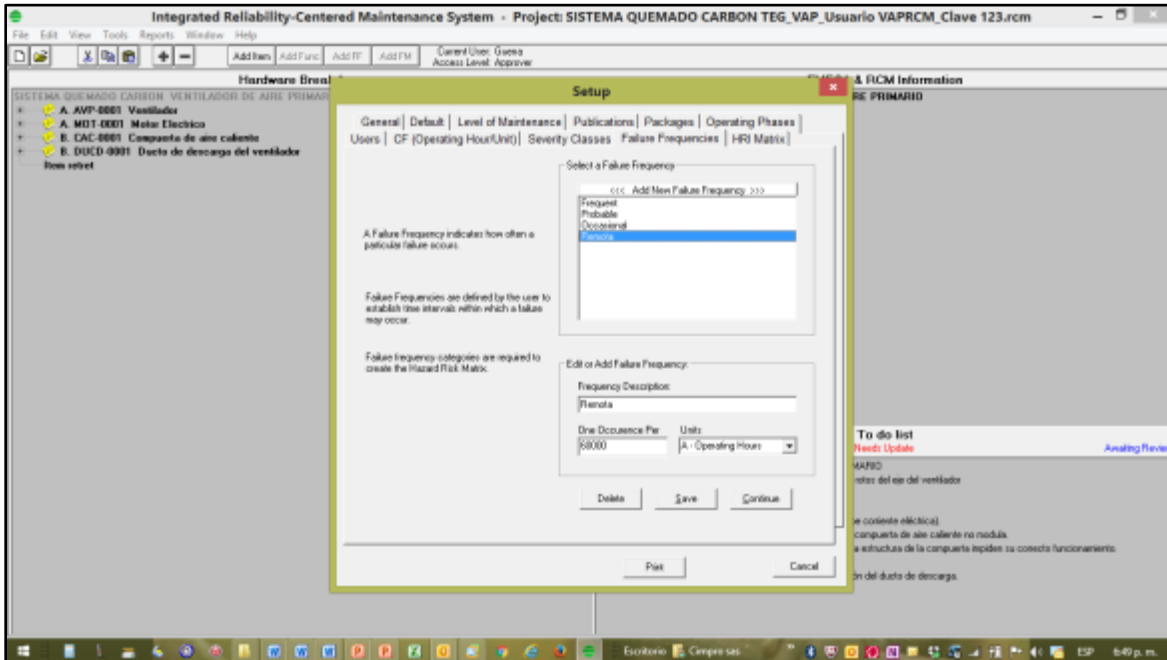 Integrated Reliability-Centered Maintenance System - Project: SISTEMA QUEMADO CARBON TEG_VAP_Usuario VAPRCM_Clave 123.rcm
File Edit View Tools Reports Window Help
Add Item Add Func Add FF Add FM
Current User: Guerra
Access Level: Approver
Hardware Break
& RCM Information
SISTEMA QUEMADO CARBON VENTILADOR DE AIRE PRIMAR
RE PRIMARIO
A. AVP-0001 Ventilador
A. MOT-0001 Motor Electrico
B. CAC-0001 Compuerta de aire caliente
B. DUCD-0001 Ducto de descarga del ventilador
Item retret
Setup
General Default Level of Maintenance Publications Packages Operating Phases
Users CF (Operating Hour/Unit) Severity Classes Failure Frequencies HRI Matrix
Select a Failure Frequency
<<< Add New Failure Frequency >>>
Frequent
Probable
Occasional
Remota
A Failure Frequency indicates how often a
particular failure occurs.
Failure Frequencies are defined by the user to
establish time intervals within which a failure
may occur.
Failure frequency categories are required to
create the Hazard Risk Matrix.
Edit or Add Failure Frequency:
Frequency Description:
Remota
One Occurence Per Units
60000 A - Operating Hours
Delete Save Continue
Print Cancel
To do list
Needs Update Awaiting Revie
MARIO
rotos del eje del ventilador
e corriente eléctrica).
compuerta de aire caliente no modula.
a estructura de la compuerta impiden su correcto funcionamiento.
ón del ducto de descarga.
Escritorio Cimpress ESP 6:49 p. m.